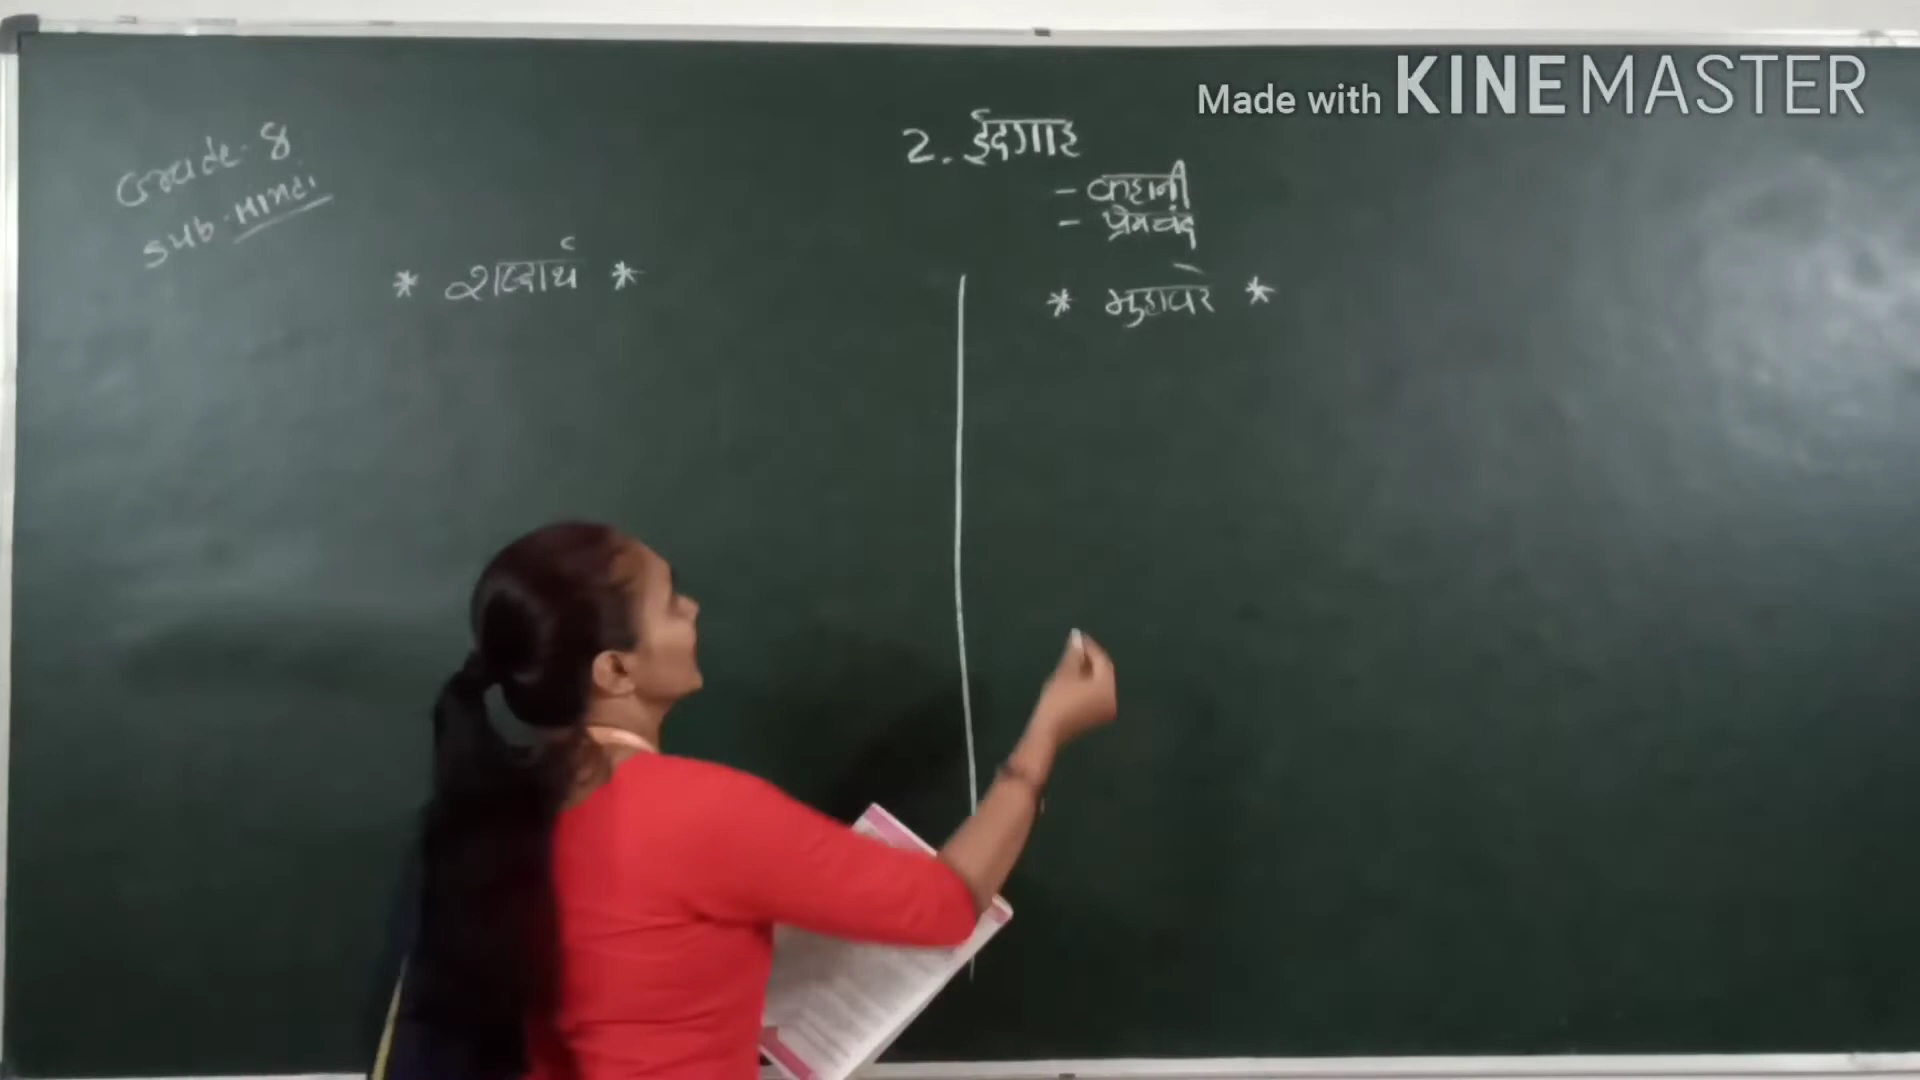 Made with KINEMASTER
Grade-8
Sub-Hindi
2. ईदगाह
- कहानी
- प्रेमचंद
* शब्दार्थ *
* मुहावरे *